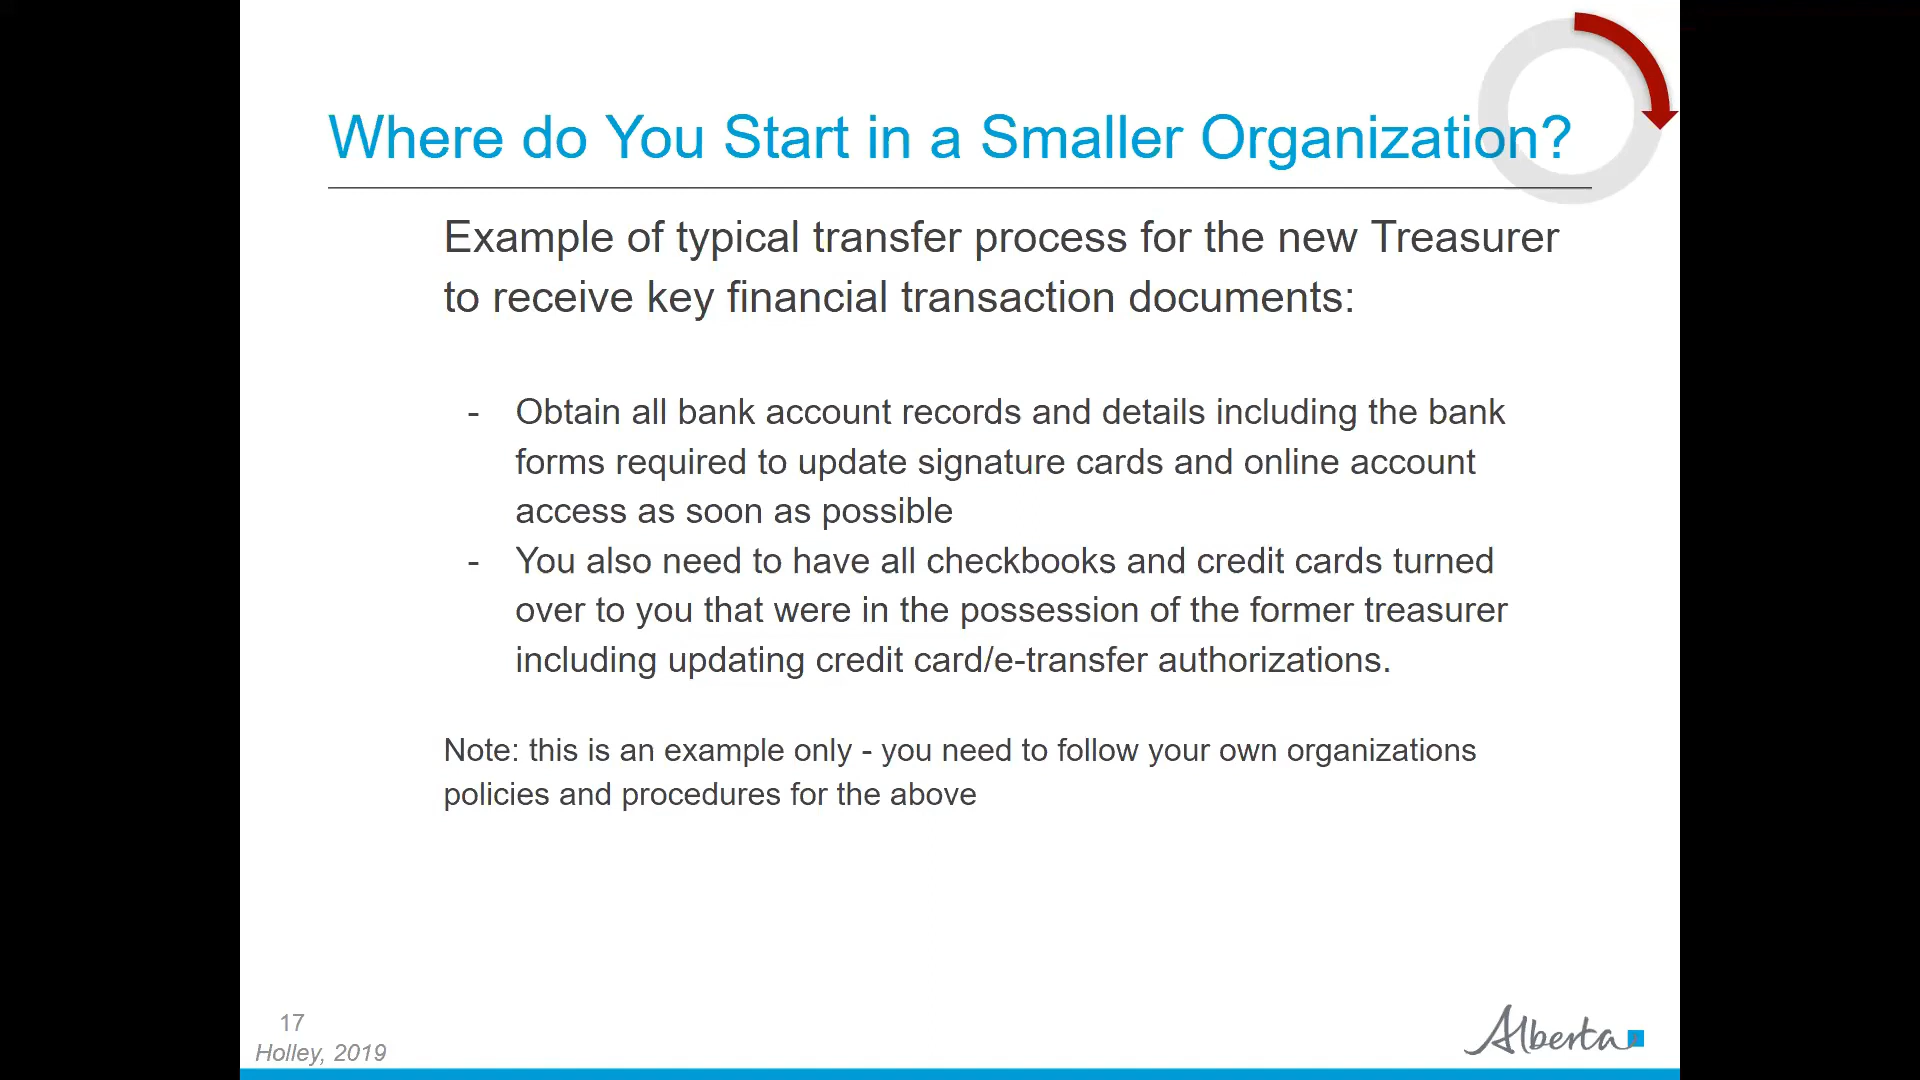 Where do You Start in a Smaller Organization?
Example of typical transfer process for the new Treasurer
to receive key financial transaction documents:
- Obtain all bank account records and details including the bank
forms required to update signature cards and online account
access as soon as possible
- You also need to have all checkbooks and credit cards turned
over to you that were in the possession of the former treasurer
including updating credit card/e-transfer authorizations.
Note: this is an example only - you need to follow your own organizations
policies and procedures for the above
17
Holley, 2019
Alberta